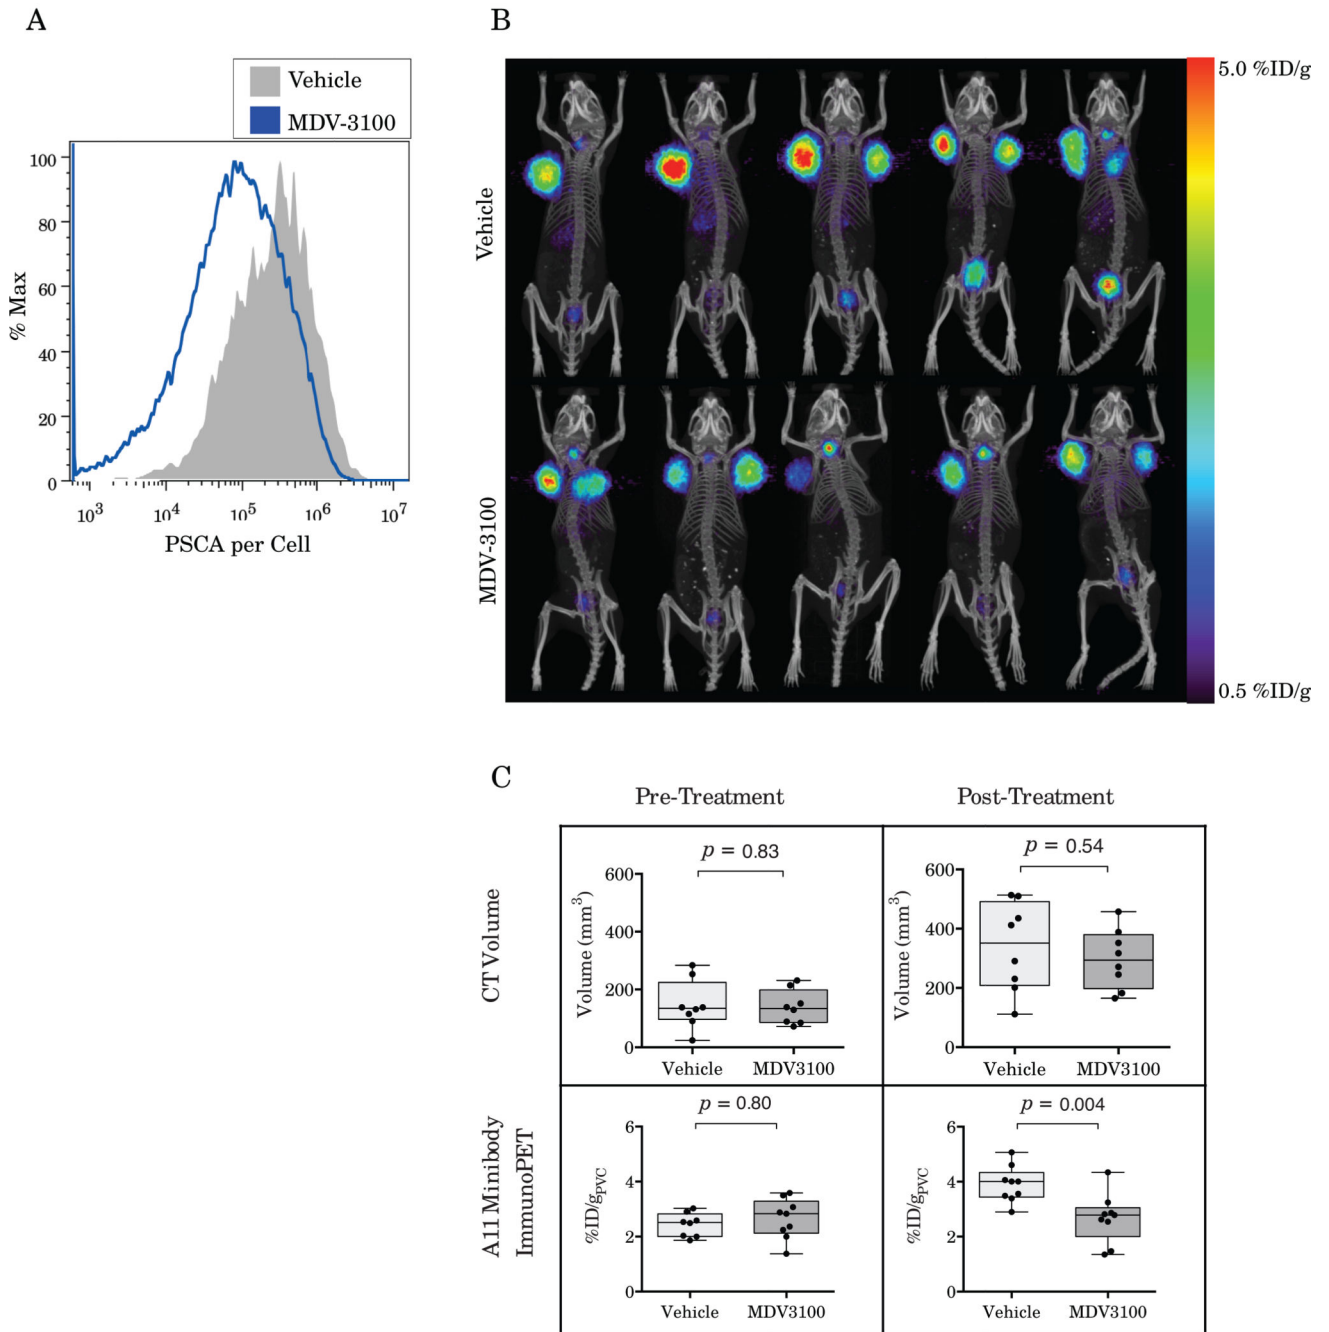 A
Vehicle
MDV-3100
100
80
60
40
20
0
% Max
10³
10⁴
10⁵
10⁶
10⁷
PSCA per Cell
B
Vehicle
MDV-3100
5.0 %ID/g
0.5 %ID/g
C
Pre-Treatment
Post-Treatment
CT Volume
p = 0.83
600
400
200
0
Volume (mm³)
Vehicle
MDV3100
p = 0.54
600
400
200
0
Volume (mm³)
Vehicle
MDV3100
A11 Minibody
ImmunoPET
p = 0.80
6
4
2
0
%ID/gPVC
Vehicle
MDV3100
p = 0.004
6
4
2
0
%ID/gPVC
Vehicle
MDV3100